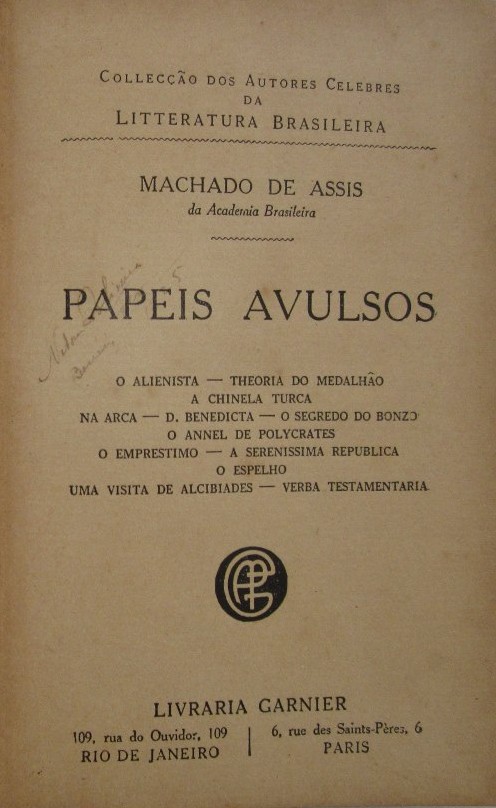 COLLECÇÃO DOS AUTORES CELEBRES
DA
LITTERATURA BRASILEIRA
MACHADO DE ASSIS
da Academia Brasileira
PAPEIS AVULSOS
O ALIENISTA — THEORIA DO MEDALHÃO
A CHINELA TURCA
NA ARCA — D. BENEDICTA — O SEGREDO DO BONZO
O ANNEL DE POLYCRATES
O EMPRESTIMO — A SERENISSIMA REPUBLICA
O ESPELHO
UMA VISITA DE ALCIBIADES — VERBA TESTAMENTARIA
LIVRARIA GARNIER
109, rua do Ouvidor, 109
RIO DE JANEIRO
6, rue des Saints-Pères, 6
PARIS